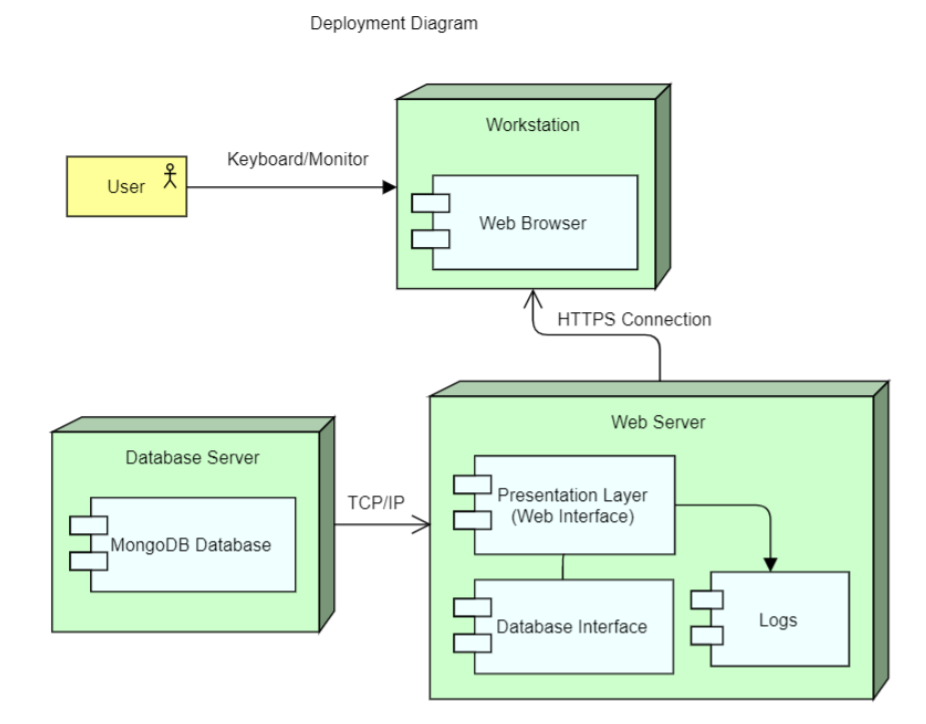 Deployment Diagram
Workstation
Keyboard/Monitor
User
Web Browser
HTTPS Connection
Web Server
Database Server
Presentation Layer
(Web Interface)
TCP/IP
MongoDB Database
Database Interface
Logs